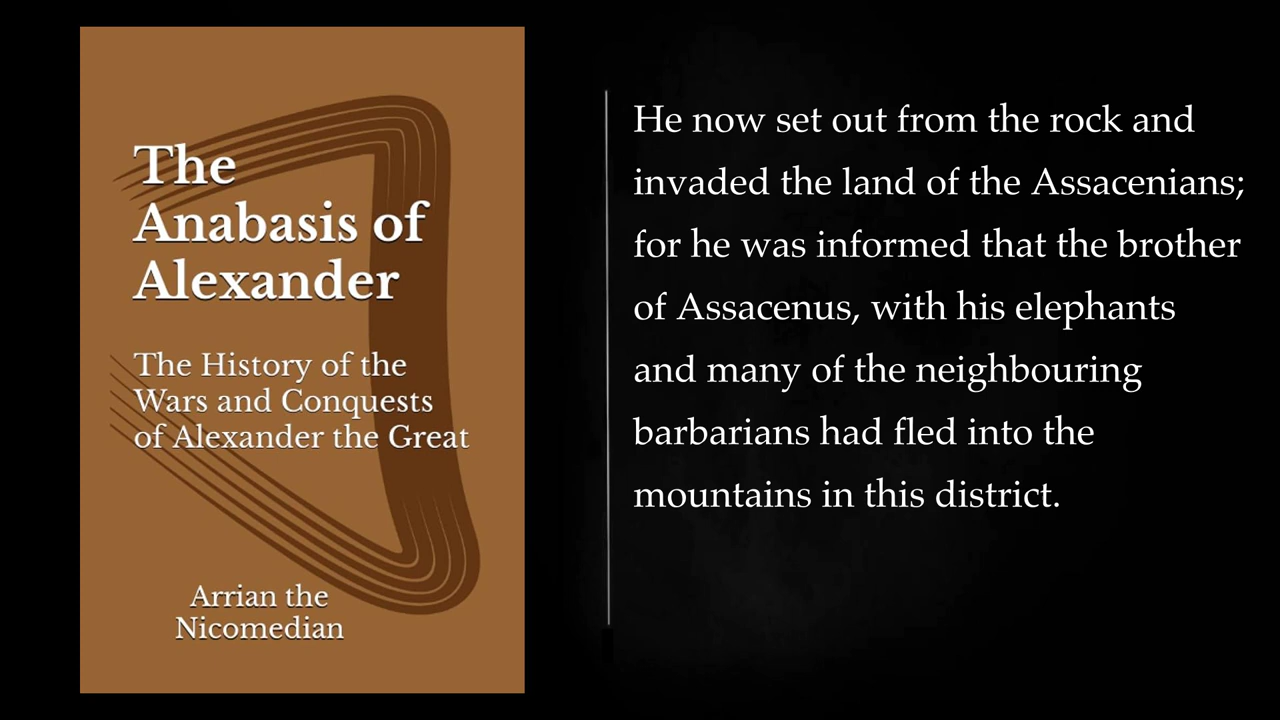 The
Anabasis of
Alexander
The History of the
Wars and Conquests
of Alexander the Great
Arrian the
Nicomedian
He now set out from the rock and
invaded the land of the Assacenians;
for he was informed that the brother
of Assacenus, with his elephants
and many of the neighbouring
barbarians had fled into the
mountains in this district.